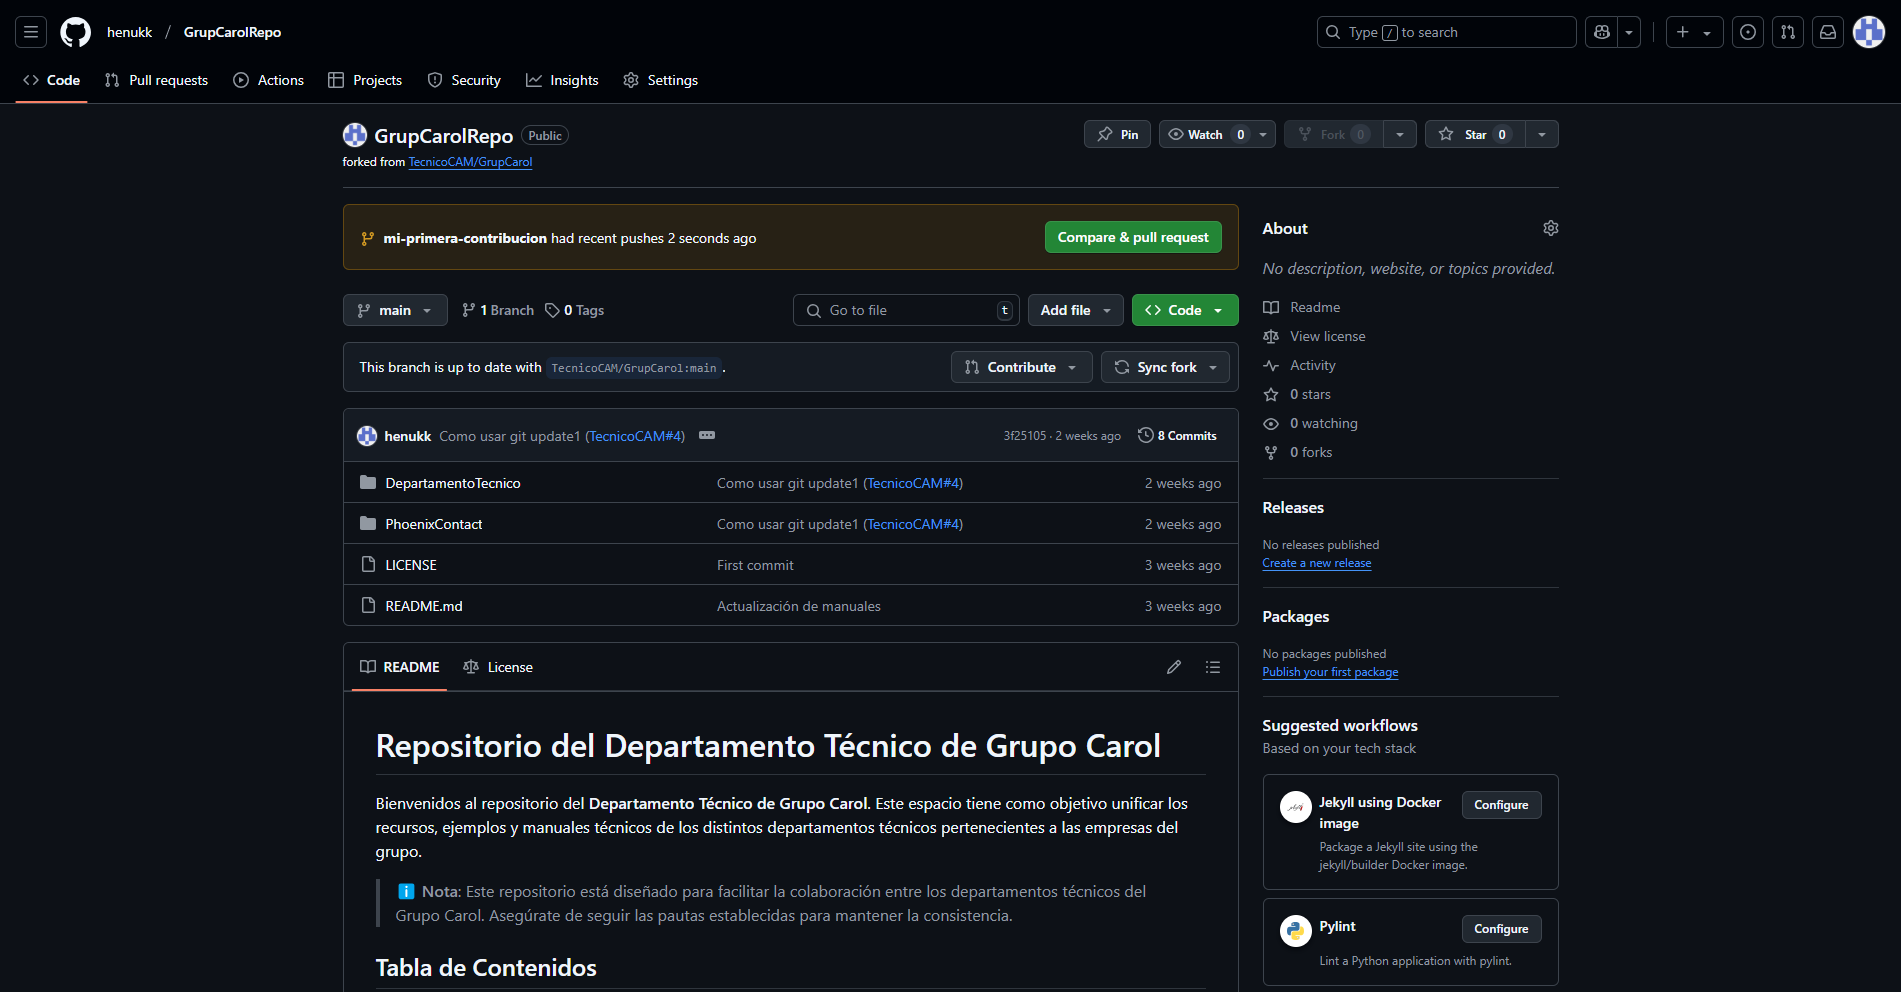 henukk / GrupCarolRepo
Type / to search
Code Pull requests Actions Projects Security Insights Settings
GrupCarolRepo Public
forked from TecnicoCAM/GrupCarol
Pin Watch 0 Fork 0 Star 0
mi-primera-contribucion had recent pushes 2 seconds ago
Compare & pull request
main 1 Branch 0 Tags
Go to file t
Add file Code
This branch is up to date with TecnicoCAM/GrupCarol:main .
Contribute Sync fork
henukk Como usar git update1 (TecnicoCAM#4) 3f25105 · 2 weeks ago 8 Commits
DepartamentoTecnico Como usar git update1 (TecnicoCAM#4) 2 weeks ago
PhoenixContact Como usar git update1 (TecnicoCAM#4) 2 weeks ago
LICENSE First commit 3 weeks ago
README.md Actualización de manuales 3 weeks ago
README License
Repositorio del Departamento Técnico de Grupo Carol
Bienvenidos al repositorio del Departamento Técnico de Grupo Carol. Este espacio tiene como objetivo unificar los
recursos, ejemplos y manuales técnicos de los distintos departamentos técnicos pertenecientes a las empresas del
grupo.
ℹ️ Nota: Este repositorio está diseñado para facilitar la colaboración entre los departamentos técnicos del
Grupo Carol. Asegúrate de seguir las pautas establecidas para mantener la consistencia.
Tabla de Contenidos
About
No description, website, or topics provided.
Readme
View license
Activity
0 stars
0 watching
0 forks
Releases
No releases published
Create a new release
Packages
No packages published
Publish your first package
Suggested workflows
Based on your tech stack
Jekyll using Docker
image
Configure
Package a Jekyll site using the
jekyll/builder Docker image.
Pylint
Configure
Lint a Python application with pylint.